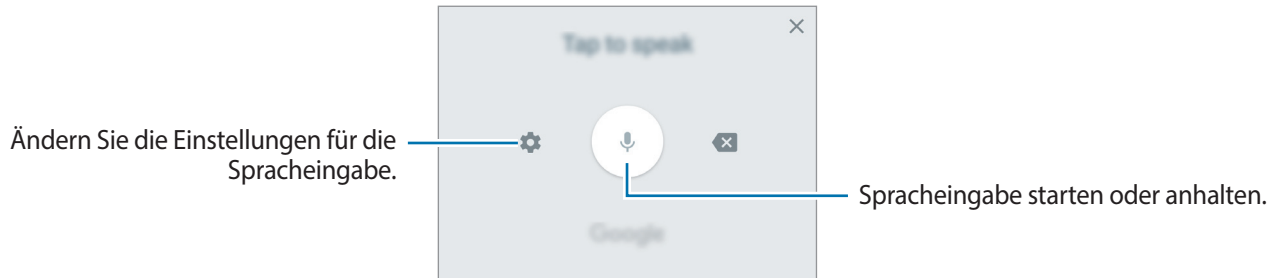 Tap to speak
Ändern Sie die Einstellungen für die
Spracheingabe.
Spracheingabe starten oder anhalten.
Google